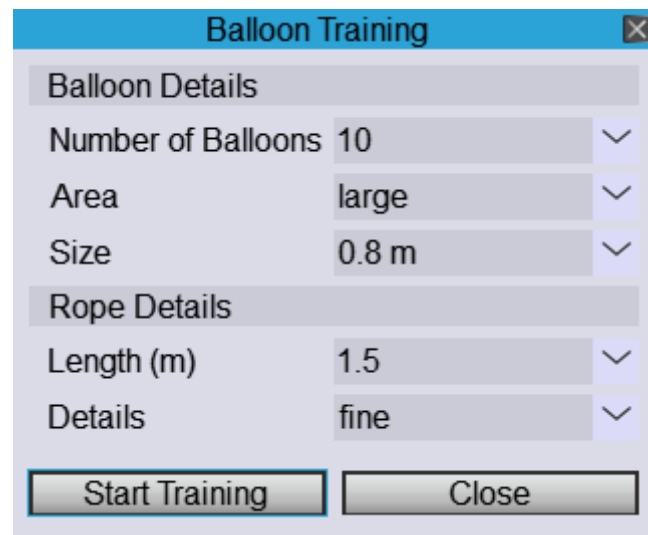 Balloon Training
Balloon Details
Number of Balloons 10
Area large
Size 0.8 m
Rope Details
Length (m) 1.5
Details fine
Start Training Close